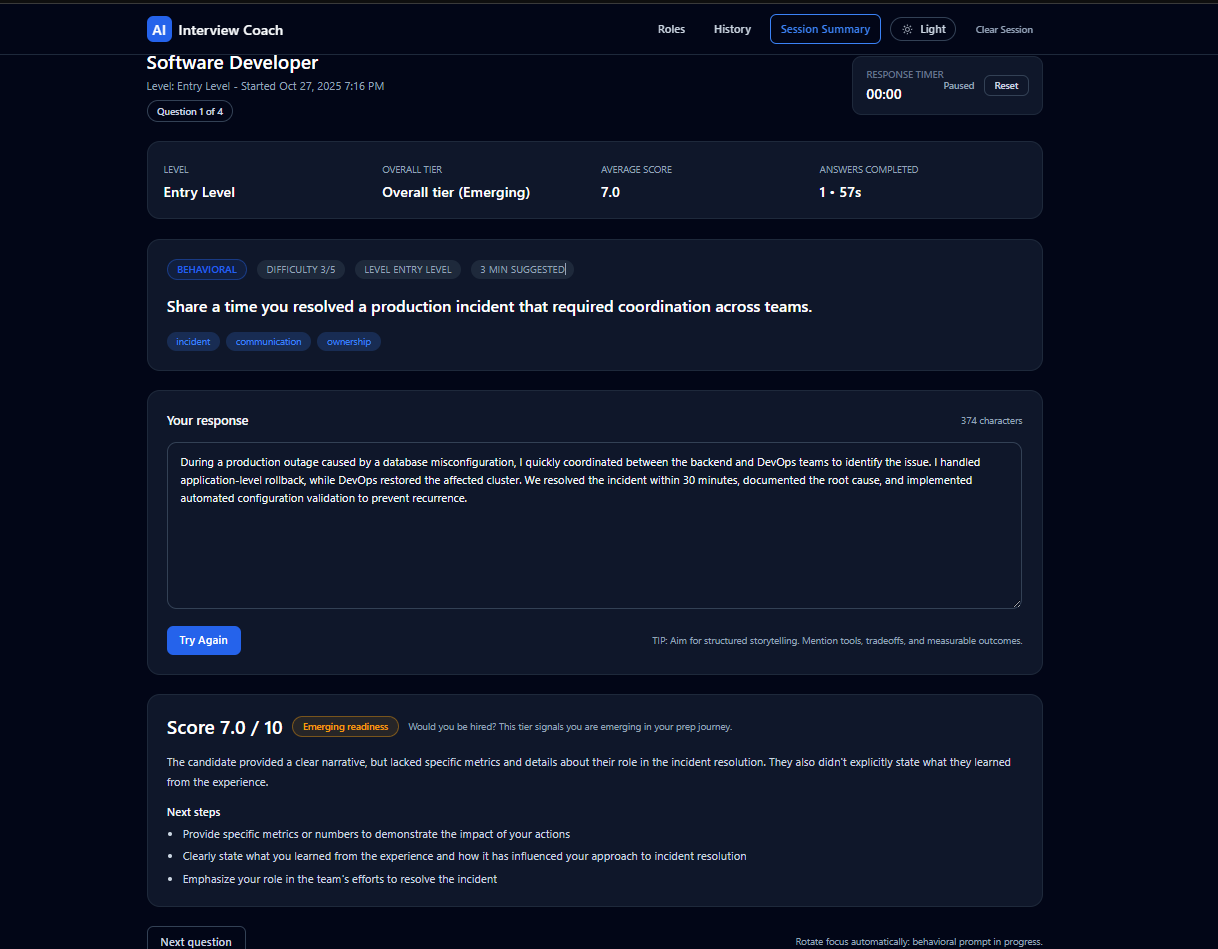 AI Interview Coach
Roles
History
Session Summary
Light
Clear Session
Software Developer
Level: Entry Level - Started Oct 27, 2025 7:16 PM
Question 1 of 4
RESPONSE TIMER
00:00
Paused
Reset
LEVEL
Entry Level
OVERALL TIER
Overall tier (Emerging)
AVERAGE SCORE
7.0
ANSWERS COMPLETED
1 • 57s
BEHAVIORAL
DIFFICULTY 3/5
LEVEL ENTRY LEVEL
3 MIN SUGGESTED
Share a time you resolved a production incident that required coordination across teams.
incident
communication
ownership
Your response
374 characters
During a production outage caused by a database misconfiguration, I quickly coordinated between the backend and DevOps teams to identify the issue. I handled
application-level rollback, while DevOps restored the affected cluster. We resolved the incident within 30 minutes, documented the root cause, and implemented
automated configuration validation to prevent recurrence.
Try Again
TIP: Aim for structured storytelling. Mention tools, tradeoffs, and measurable outcomes.
Score 7.0 / 10
Emerging readiness
Would you be hired? This tier signals you are emerging in your prep journey.
The candidate provided a clear narrative, but lacked specific metrics and details about their role in the incident resolution. They also didn't explicitly state what they learned
from the experience.
Next steps
• Provide specific metrics or numbers to demonstrate the impact of your actions
• Clearly state what you learned from the experience and how it has influenced your approach to incident resolution
• Emphasize your role in the team's efforts to resolve the incident
Next question
Rotate focus automatically: behavioral prompt in progress.